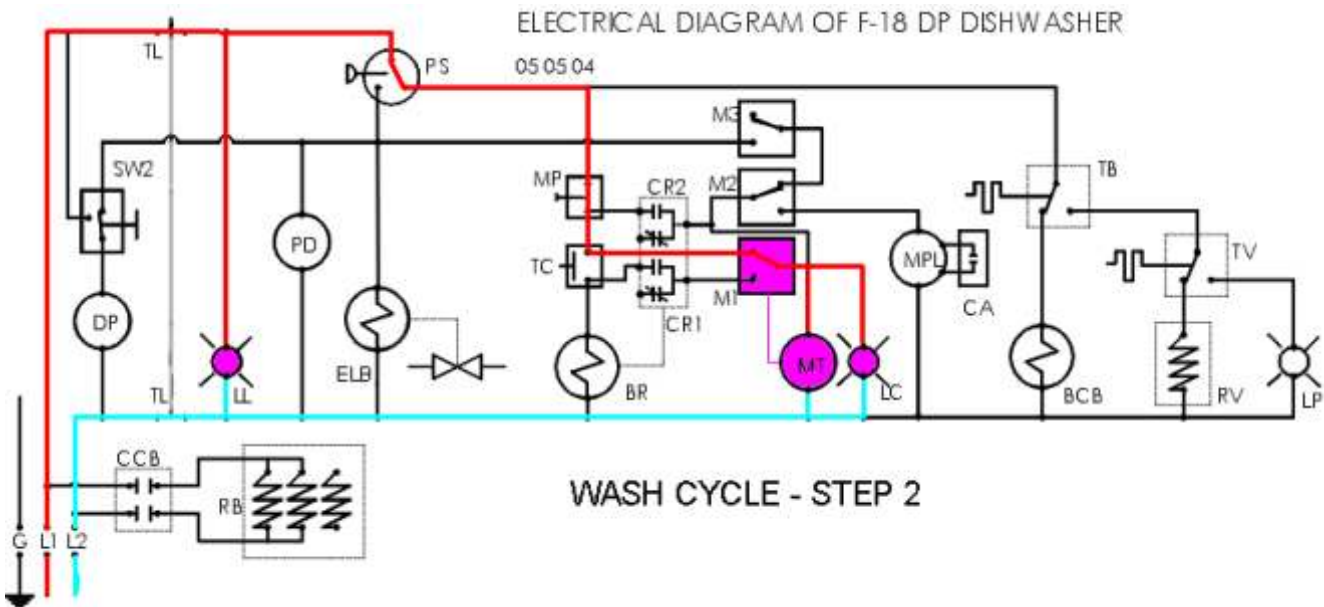 ELECTRICAL DIAGRAM OF F-18 DP DISHWASHER
TL
PS
05 05 04
M3
SW2
MP
CR2
M2
TB
PD
TC
M1
MPL
TV
DP
CR1
CA
ELB
LL
BR
MT
LC
BCB
RV
LP
TL
CCB
RB
WASH CYCLE - STEP 2
G L1 L2